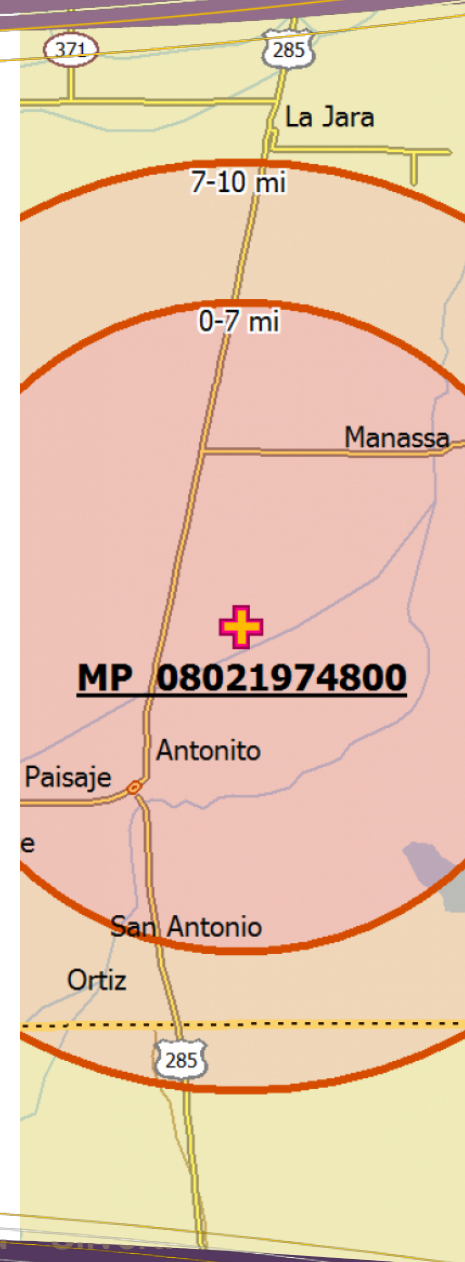 371
285
La Jara
7-10 mi
0-7 mi
Manassa
MP 08021974800
Antonito
Paisaje
e
San Antonio
Ortiz
285